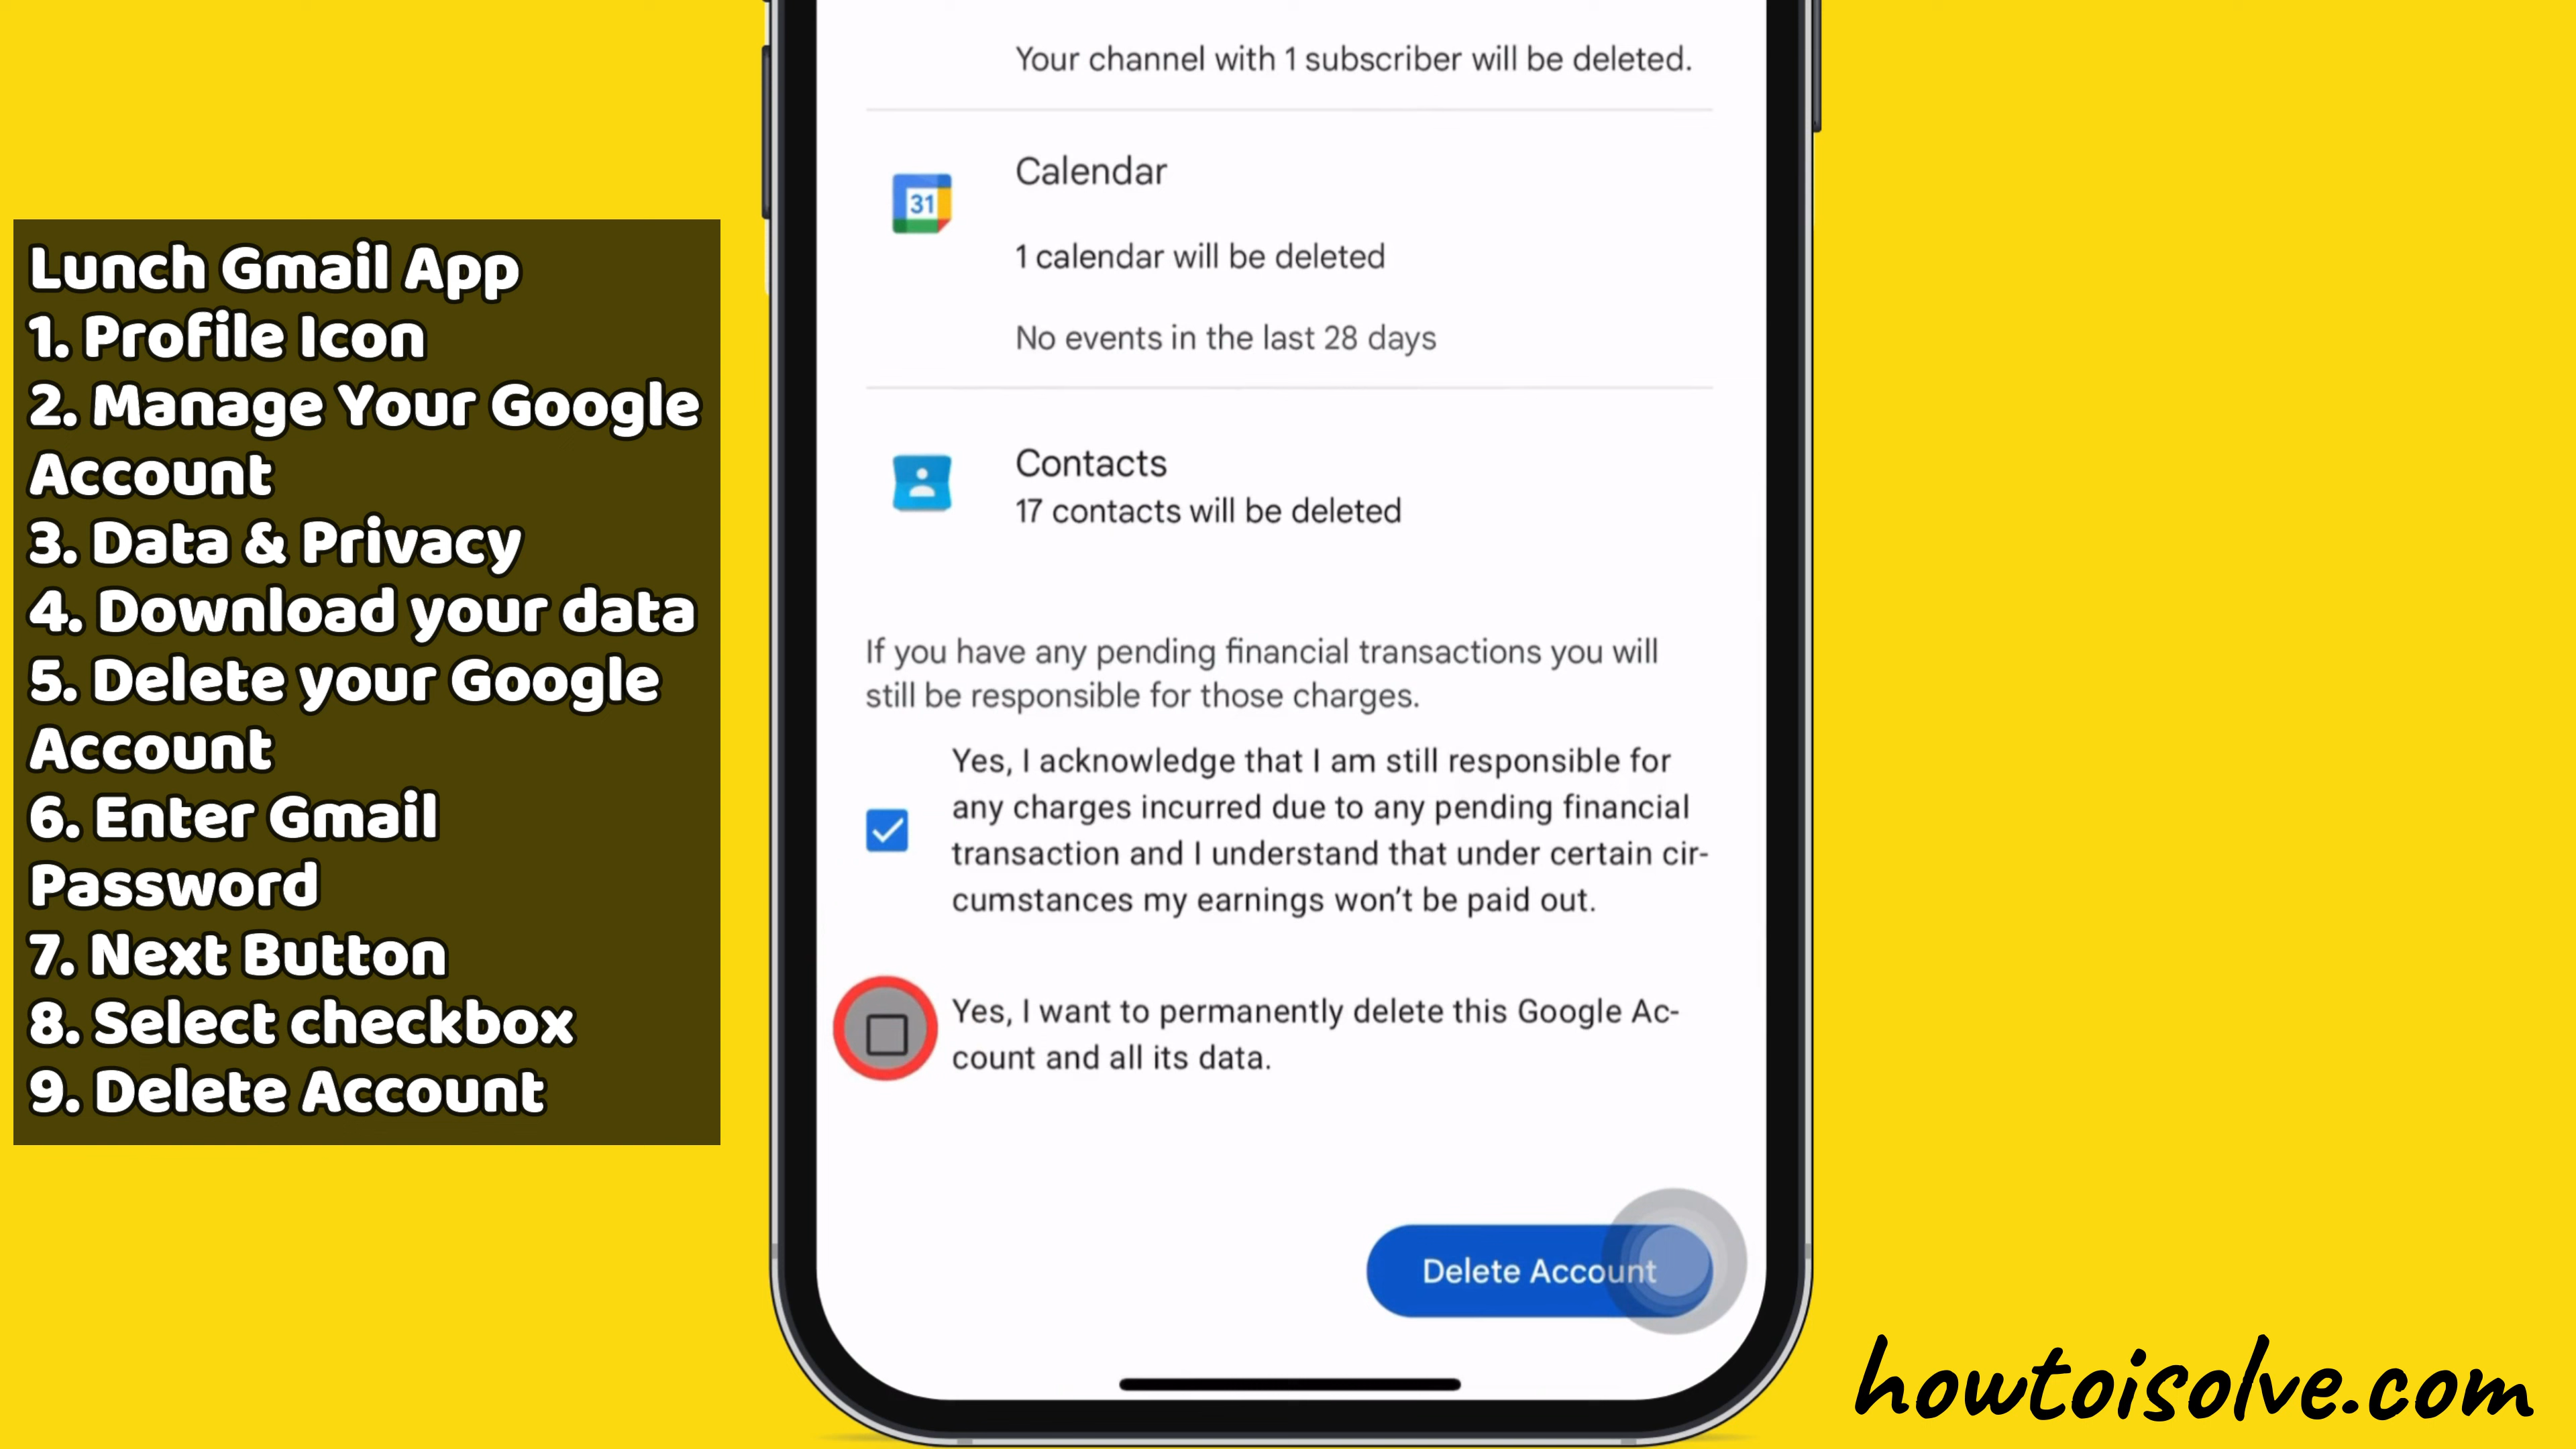 Lunch Gmail App
1. Profile Icon
2. Manage Your Google
Account
3. Data & Privacy
4. Download your data
5. Delete your Google
Account
6. Enter Gmail
Password
7. Next Button
8. Select checkbox
9. Delete Account
Your channel with 1 subscriber will be deleted.
31
Calendar
1 calendar will be deleted
No events in the last 28 days
Contacts
17 contacts will be deleted
If you have any pending financial transactions you will
still be responsible for those charges.
Yes, I acknowledge that I am still responsible for
any charges incurred due to any pending financial
transaction and I understand that under certain cir-
cumstances my earnings won’t be paid out.
Yes, I want to permanently delete this Google Ac-
count and all its data.
Delete Account
howtoisolve.com